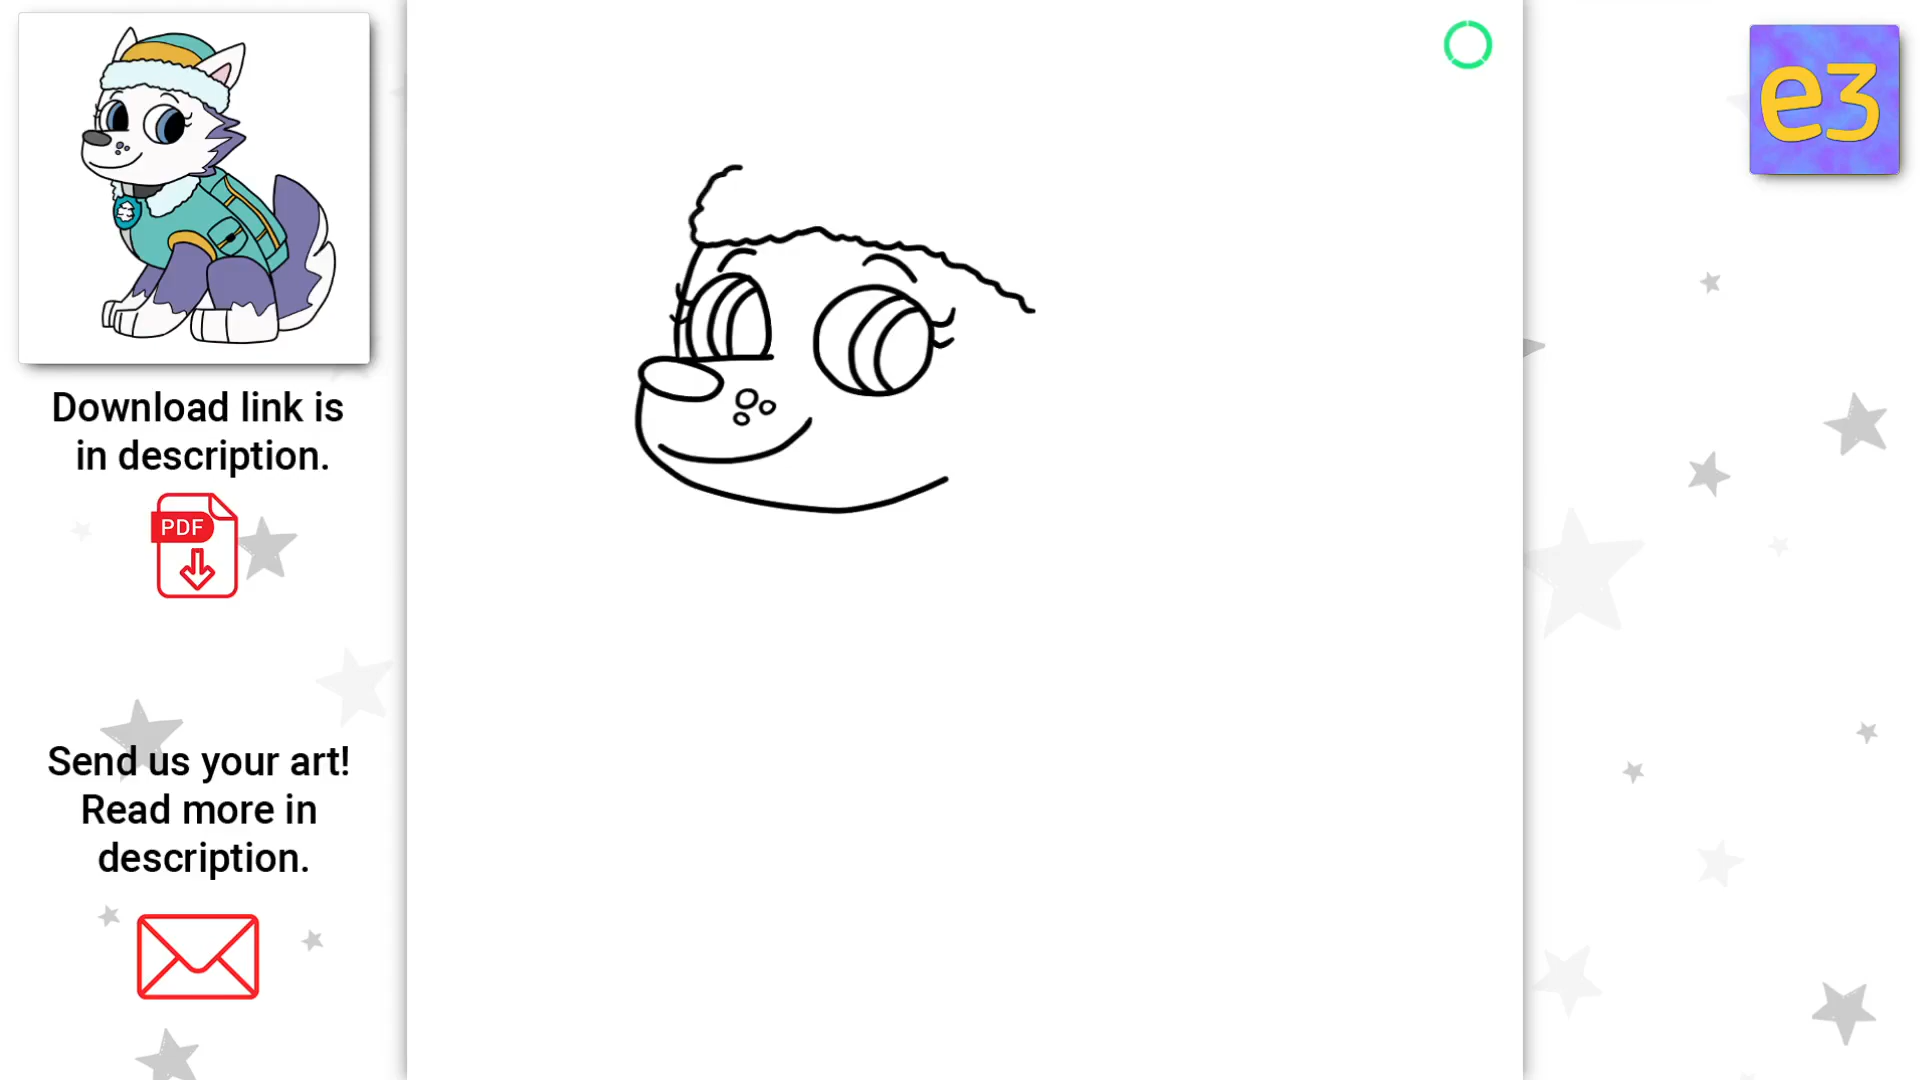 Download link is
in description.
PDF
Send us your art!
Read more in
description.
e3